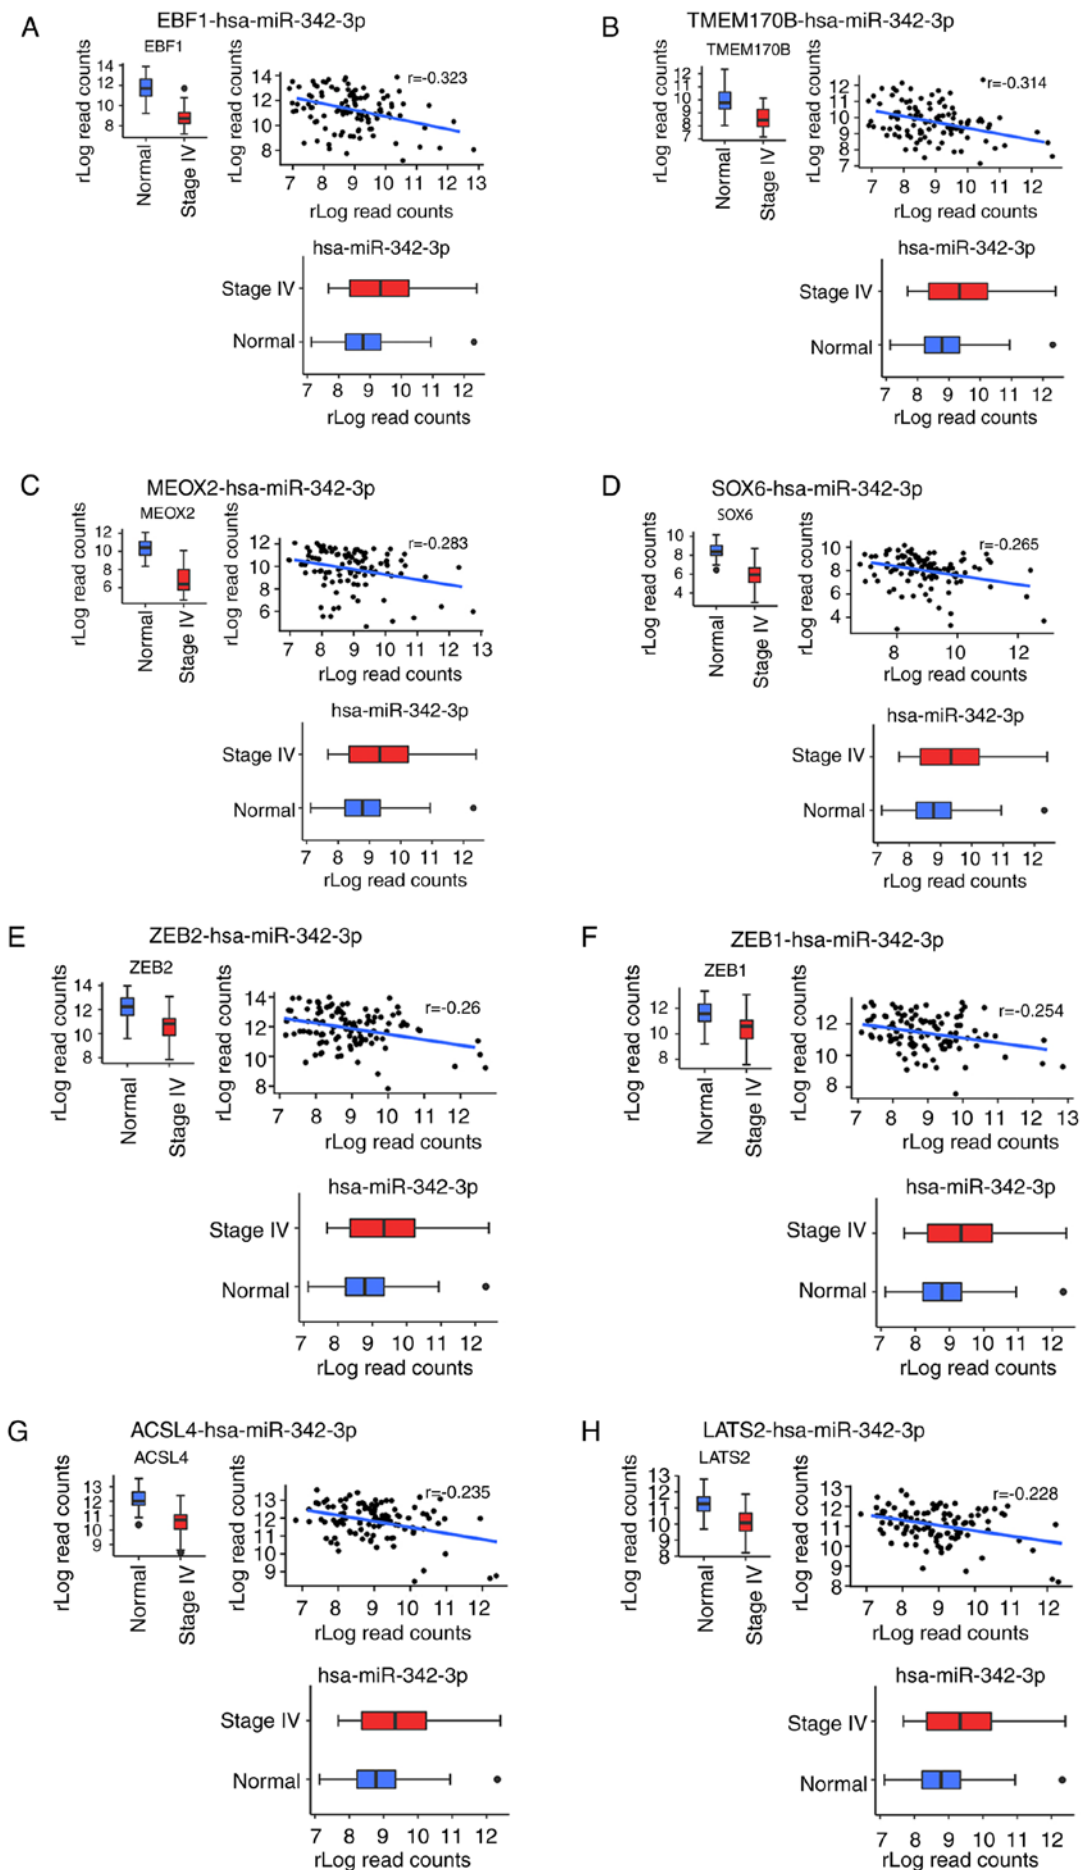 A
EBF1-hsa-miR-342-3p
EBF1
rLog read counts
14
12
10
8
Normal
Stage IV
rLog read counts
14
12
10
8
r=-0.323
7 8 9 10 11 12 13
rLog read counts
hsa-miR-342-3p
Stage IV
Normal
7 8 9 10 11 12
rLog read counts
B
TMEM170B-hsa-miR-342-3p
TMEM170B
rLog read counts
12
10
9
8
7
Normal
Stage IV
rLog read counts
12
11
10
9
8
7
r=-0.314
7 8 9 10 11 12
rLog read counts
hsa-miR-342-3p
Stage IV
Normal
7 8 9 10 11 12
rLog read counts
C
MEOX2-hsa-miR-342-3p
MEOX2
rLog read counts
12
10
8
6
Normal
Stage IV
rLog read counts
12
10
8
6
r=-0.283
7 8 9 10 11 12 13
rLog read counts
hsa-miR-342-3p
Stage IV
Normal
7 8 9 10 11 12
rLog read counts
D
SOX6-hsa-miR-342-3p
SOX6
rLog read counts
10
8
6
4
Normal
Stage IV
rLog read counts
10
8
6
4
r=-0.265
8 10 12
rLog read counts
hsa-miR-342-3p
Stage IV
Normal
7 8 9 10 11 12
rLog read counts
E
ZEB2-hsa-miR-342-3p
ZEB2
rLog read counts
14
12
10
8
Normal
Stage IV
rLog read counts
14
12
10
8
r=-0.26
7 8 9 10 11 12
rLog read counts
hsa-miR-342-3p
Stage IV
Normal
7 8 9 10 11 12
rLog read counts
F
ZEB1-hsa-miR-342-3p
ZEB1
rLog read counts
12
10
8
Normal
Stage IV
rLog read counts
12
10
8
r=-0.254
7 8 9 10 11 12 13
rLog read counts
hsa-miR-342-3p
Stage IV
Normal
7 8 9 10 11 12
rLog read counts
G
ACSL4-hsa-miR-342-3p
ACSL4
rLog read counts
13
12
11
10
9
Normal
Stage IV
rLog read counts
13
12
11
10
9
r=-0.235
7 8 9 10 11 12
rLog read counts
hsa-miR-342-3p
Stage IV
Normal
7 8 9 10 11 12
rLog read counts
H
LATS2-hsa-miR-342-3p
LATS2
rLog read counts
13
12
11
10
9
8
Normal
Stage IV
rLog read counts
13
12
11
10
9
8
r=-0.228
7 8 9 10 11 12
rLog read counts
hsa-miR-342-3p
Stage IV
Normal
7 8 9 10 11 12
rLog read counts